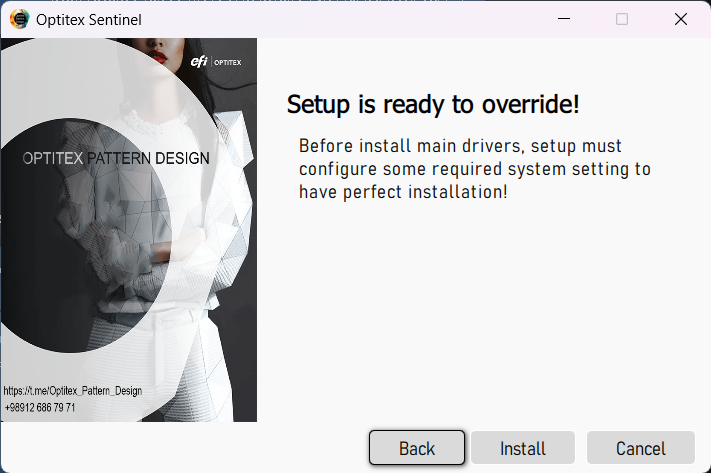 Optitex Sentinel
efi OPTITEX
Setup is ready to override!
Before install main drivers, setup must
configure some required system setting to
have perfect installation!
OPTITEX PATTERN DESIGN
https://t.me/Optitex_Pattern_Design
+98912 686 79 71
Back Install Cancel